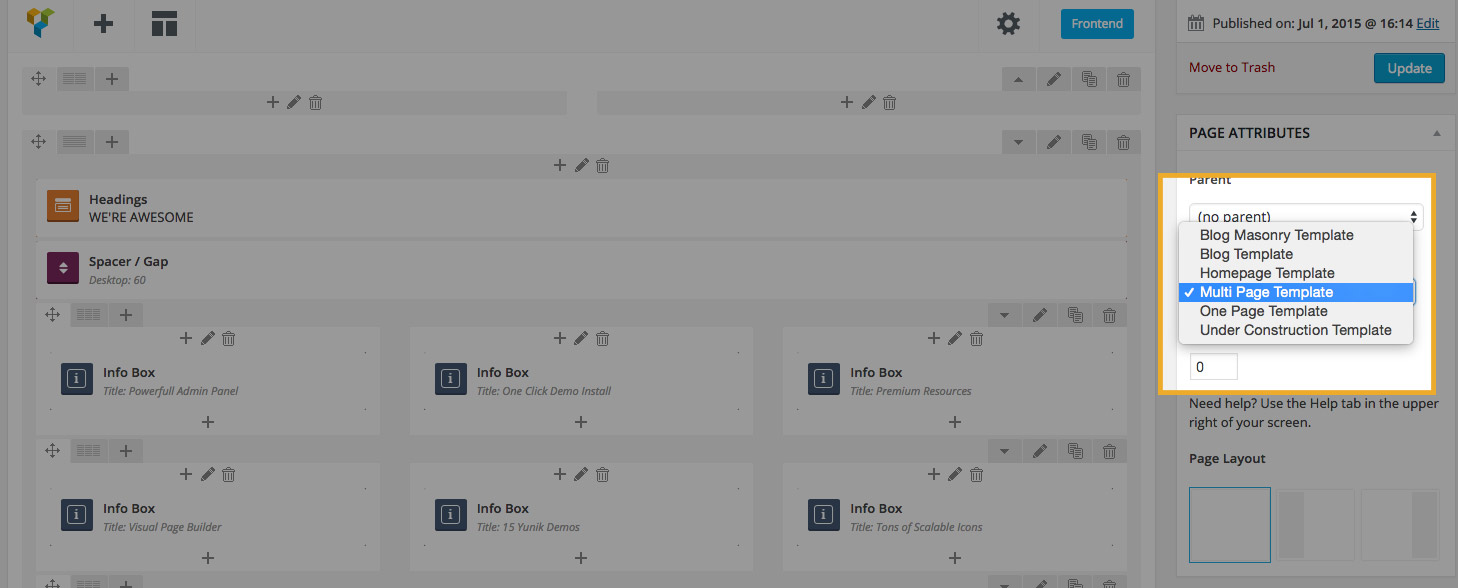 Frontend
Published on: Jul 1, 2015 @ 16:14 Edit
Move to Trash
Update
PAGE ATTRIBUTES
Parent
(no parent)
Blog Masonry Template
Blog Template
Homepage Template
✓ Multi Page Template
One Page Template
Under Construction Template
0
Need help? Use the Help tab in the upper
right of your screen.
Page Layout
Headings
WE'RE AWESOME
Spacer / Gap
Desktop: 60
Info Box
Title: Powerfull Admin Panel
Info Box
Title: One Click Demo Install
Info Box
Title: Premium Resources
Info Box
Title: Visual Page Builder
Info Box
Title: 15 Yunik Demos
Info Box
Title: Tons of Scalable Icons